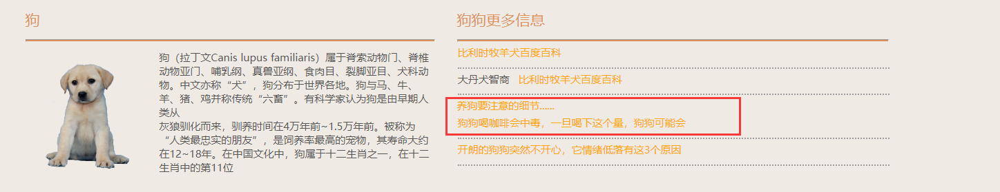 狗
狗（拉丁文Canis lupus familiaris）属于脊索动物门、脊椎
动物亚门、哺乳纲、真兽亚纲、食肉目、裂脚亚目、犬科动
物。中文亦称“犬”，狗分布于世界各地。狗与马、牛、
羊、猪、鸡并称传统“六畜”。有科学家认为狗是由早期人
类从
灰狼驯化而来，驯养时间在4万年前~1.5万年前。被称为
“人类最忠实的朋友”，是饲养率最高的宠物，其寿命大约
在12~18年。在中国文化中，狗属于十二生肖之一，在十二
生肖中的第11位
狗狗更多信息
比利时牧羊犬百度百科
大丹犬智商 比利时牧羊犬百度百科
养狗要注意的细节......
狗狗喝咖啡会中毒，一旦喝下这个量，狗狗可能会
开朗的狗狗突然不开心，它情绪低落有这3个原因